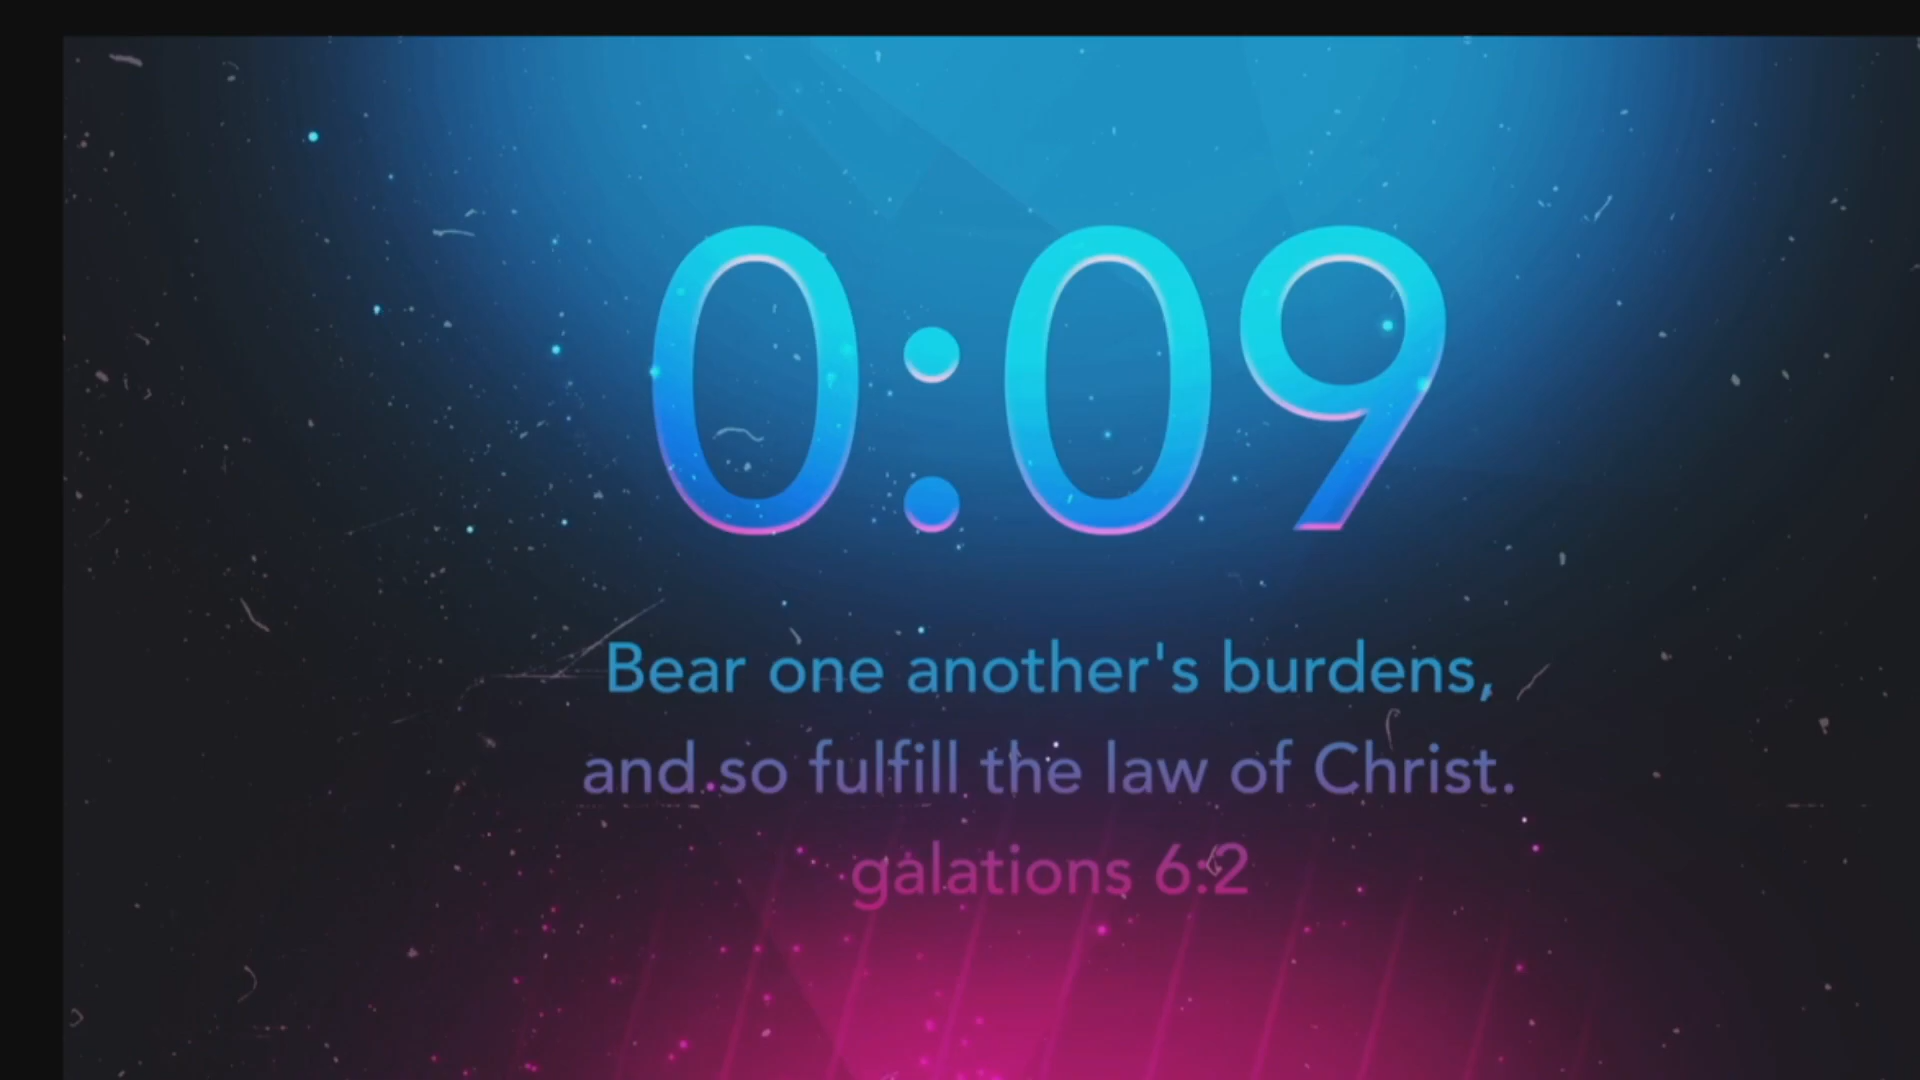 0:09
Bear one another's burdens,
and so fulfill the law of Christ.
galations 6:2